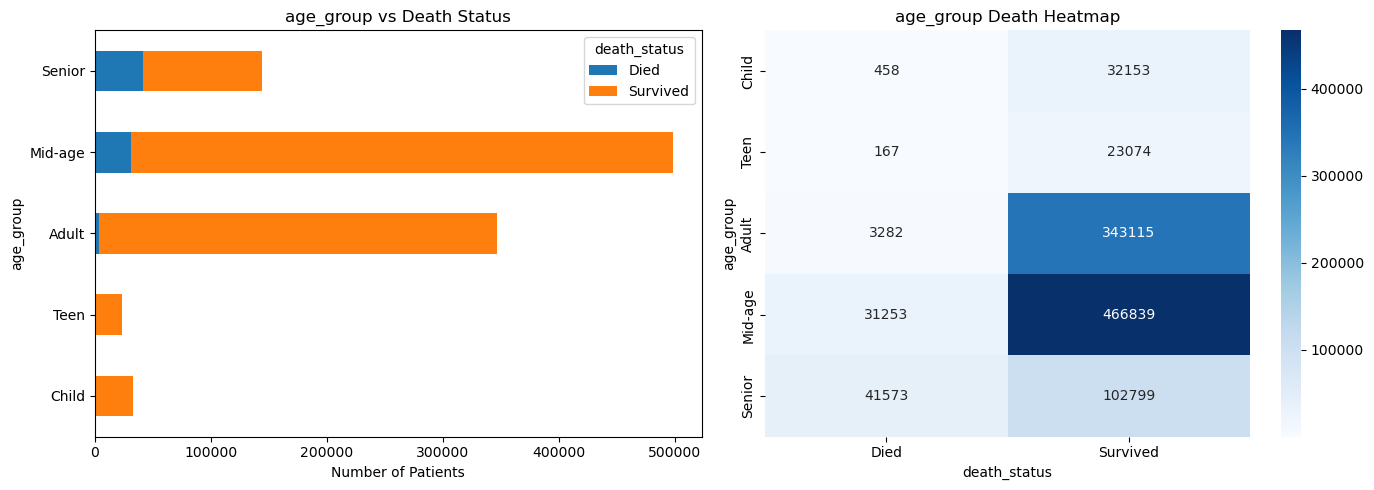 age_group vs Death Status
age_group
Senior
Mid-age
Adult
Teen
Child
0 100000 200000 300000 400000 500000
Number of Patients
death_status
Died
Survived
age_group Death Heatmap
age_group
Child 458 32153
Teen 167 23074
Adult 3282 343115
Mid-age 31253 466839
Senior 41573 102799
Died Survived
death_status
400000
300000
200000
100000